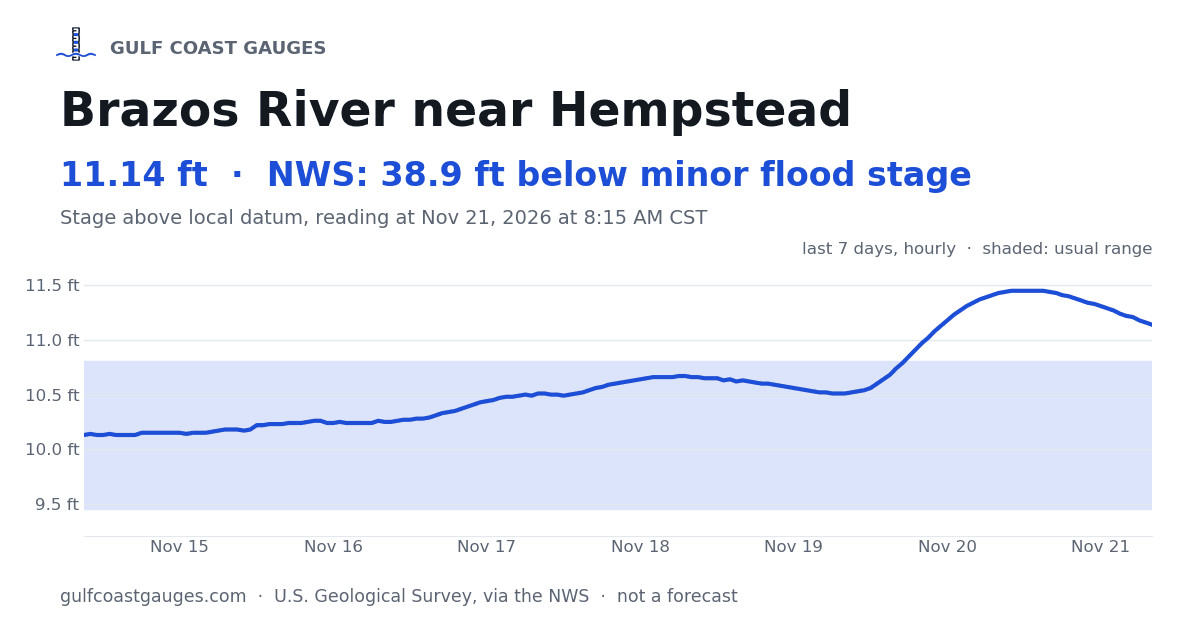 GULF COAST GAUGES
Brazos River near Hempstead
11.14 ft · NWS: 38.9 ft below minor flood stage
Stage above local datum, reading at Nov 21, 2026 at 8:15 AM CST
last 7 days, hourly · shaded: usual range
11.5 ft
11.0 ft
10.5 ft
10.0 ft
9.5 ft
Nov 15 Nov 16 Nov 17 Nov 18 Nov 19 Nov 20 Nov 21
gulfcoastgauges.com · U.S. Geological Survey, via the NWS · not a forecast